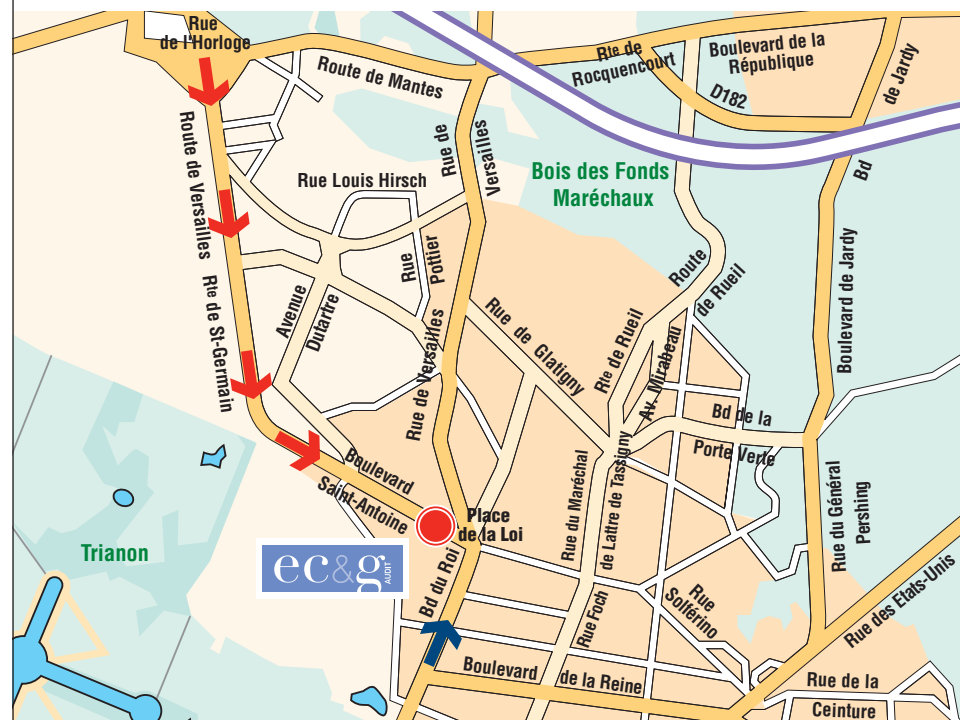 Rue
de l'Horloge
Route de Mantes
Rte de
Rocquencourt
Boulevard de la
République
D182
de Jardy
Bd
Rue de
Versailles
Route de Versailles
Rue Louis Hirsch
Bois des Fonds
Maréchaux
Rue
Pottier
Route
de Rueil
Boulevard de Jardy
Rte de St-Germain
Avenue
Dutartre
Rue de Versailles
Rue de Glatigny
Rte de Rueil
Av. Mirabeau
Bd de la
Porte Verte
Boulevard
Saint-Antoine
Place
de la Loi
Rue du Maréchal
de Lattre de Tassigny
Rue du Général
Pershing
Trianon
ec&g
AUDIT
Bd du Roi
Rue Foch
Rue
Solférino
Rue des Etats-Unis
Boulevard de la Reine
Rue de la
Ceinture